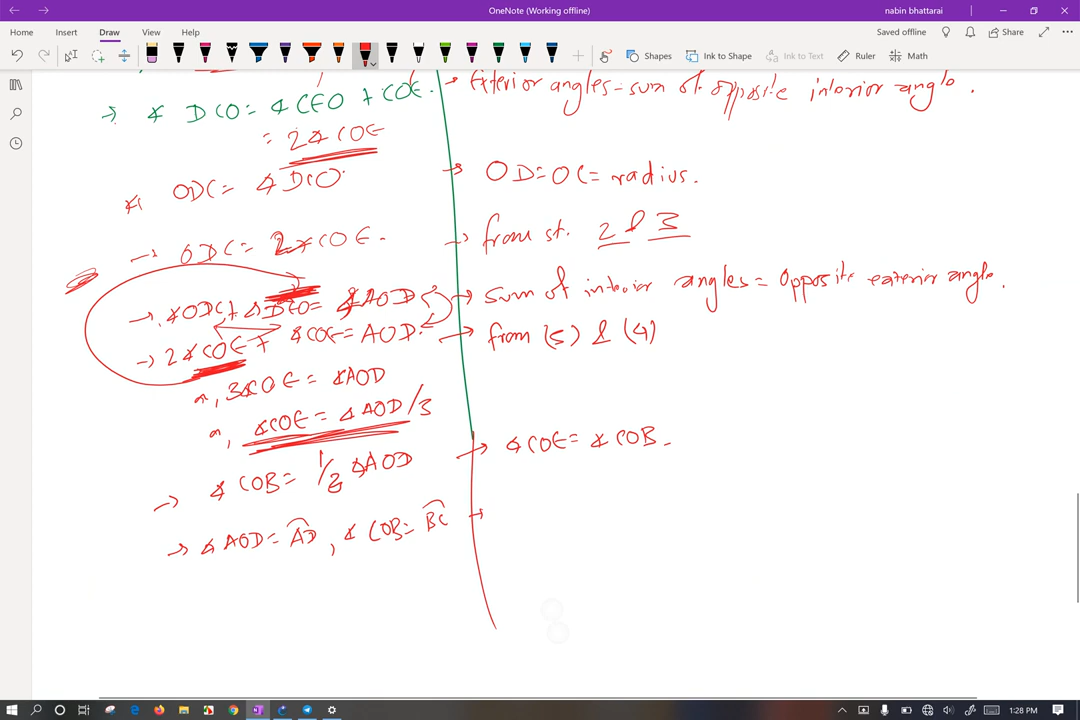 OneNote (Working offline)
nabin bhattarai
Home Insert Draw View Help
Saved offline
Share
Shapes
Ink to Shape
Ink to Text
Ruler
Math
→ ∡ DCO = ∡ CEO + COE. → Exterior angles = sum of opposite interior angle.
= 2∡COE
∡ ODC = ∡ DCO. → OD = OC = radius.
→ ODC = 2∡COE. → from st. 2 & 3
→ ∡ODC + ∡DEO = ∡AOD → sum of interior angles = Opposite exterior angle.
→ 2∡COE + ∡COE = AOD. → from (5) & (4)
or, 3∡COE = ∡AOD
or, ∡COE = ∡AOD/3
→ ∡ COB = 1/3 ∡AOD → ∡COE = ∡COB.
→ ∡AOD = AD, ∡COB = BC →
1:28 PM